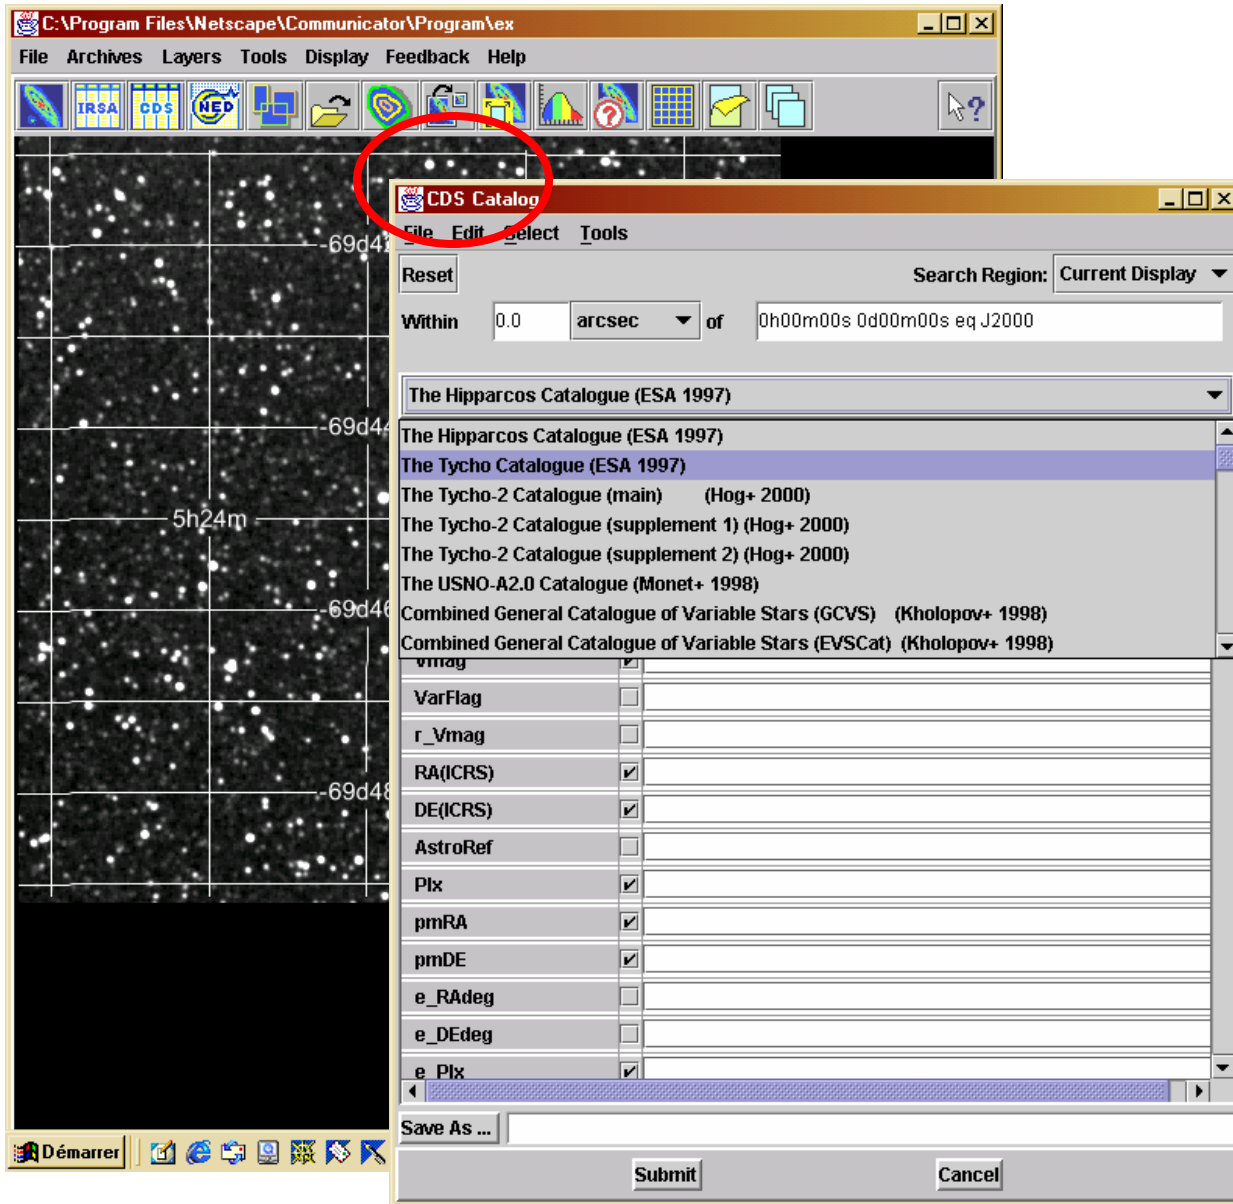 C:\Program Files\Netscape\Communicator\Program\ex
File Archives Layers Tools Display Feedback Help
IRSA CDS NED ?
CDS Catalog
File Edit Select Tools
Reset Search Region: Current Display
Within 0.0 arcsec of 0h00m00s 0d00m00s eq J2000
The Hipparcos Catalogue (ESA 1997)
The Hipparcos Catalogue (ESA 1997)
The Tycho Catalogue (ESA 1997)
The Tycho-2 Catalogue (main) (Hog+ 2000)
The Tycho-2 Catalogue (supplement 1) (Hog+ 2000)
The Tycho-2 Catalogue (supplement 2) (Hog+ 2000)
The USNO-A2.0 Catalogue (Monet+ 1998)
Combined General Catalogue of Variable Stars (GCVS) (Kholopov+ 1998)
Combined General Catalogue of Variable Stars (EVSCat) (Kholopov+ 1998)
Vmag
VarFlag
r_Vmag
RA(ICRS)
DE(ICRS)
AstroRef
Plx
pmRA
pmDE
e_RAdeg
e_DEdeg
e_Plx
Save As ...
Submit Cancel
-69d42
-69d44
5h24m
-69d46
-69d48
Démarrer